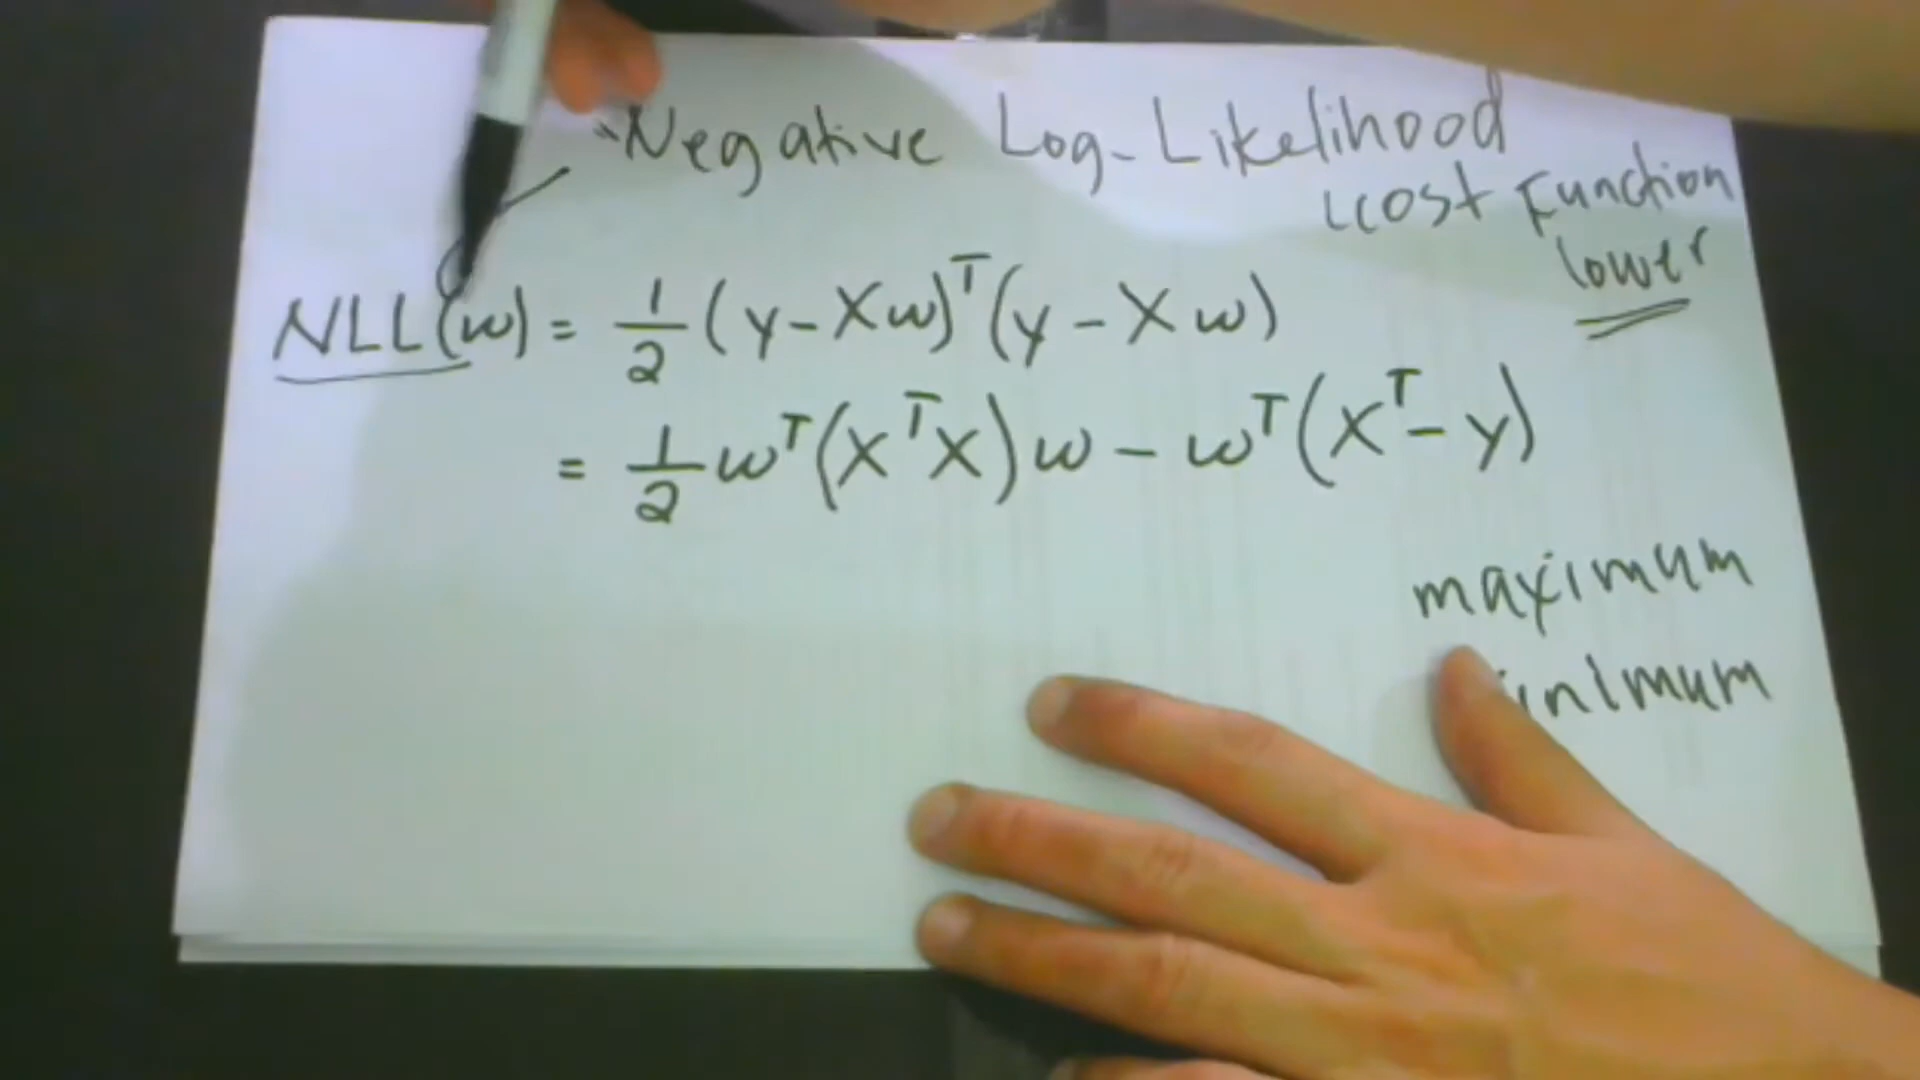 Negative Log-Likelihood
Cost Function
lower
NLL(w) = 1/2 (y - Xw)^T (y - Xw)
= 1/2 w^T (X^T X) w - w^T (X^T - y)
maximum